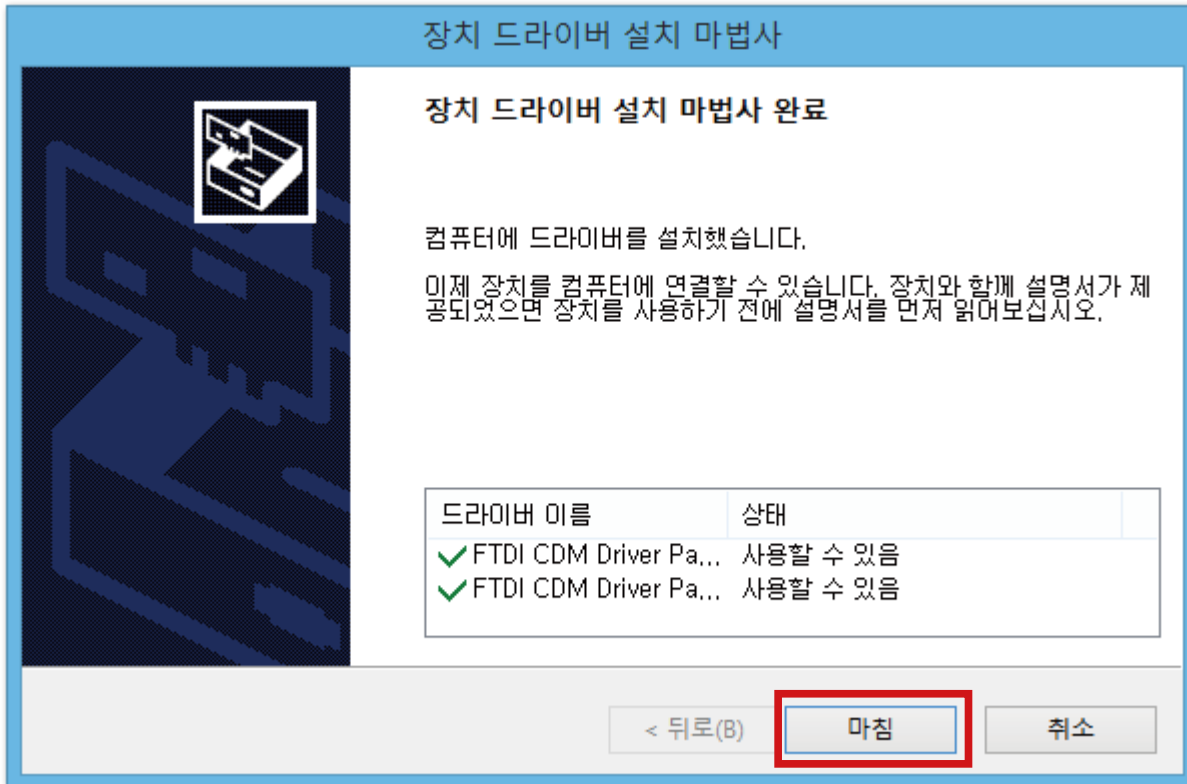 장치 드라이버 설치 마법사
장치 드라이버 설치 마법사 완료
컴퓨터에 드라이버를 설치했습니다.
이제 장치를 컴퓨터에 연결할 수 있습니다. 장치와 함께 설명서가 제
공되었으면 장치를 사용하기 전에 설명서를 먼저 읽어보십시오.
드라이버 이름 상태
FTDI CDM Driver Pa... 사용할 수 있음
FTDI CDM Driver Pa... 사용할 수 있음
< 뒤로(B) 마침 취소